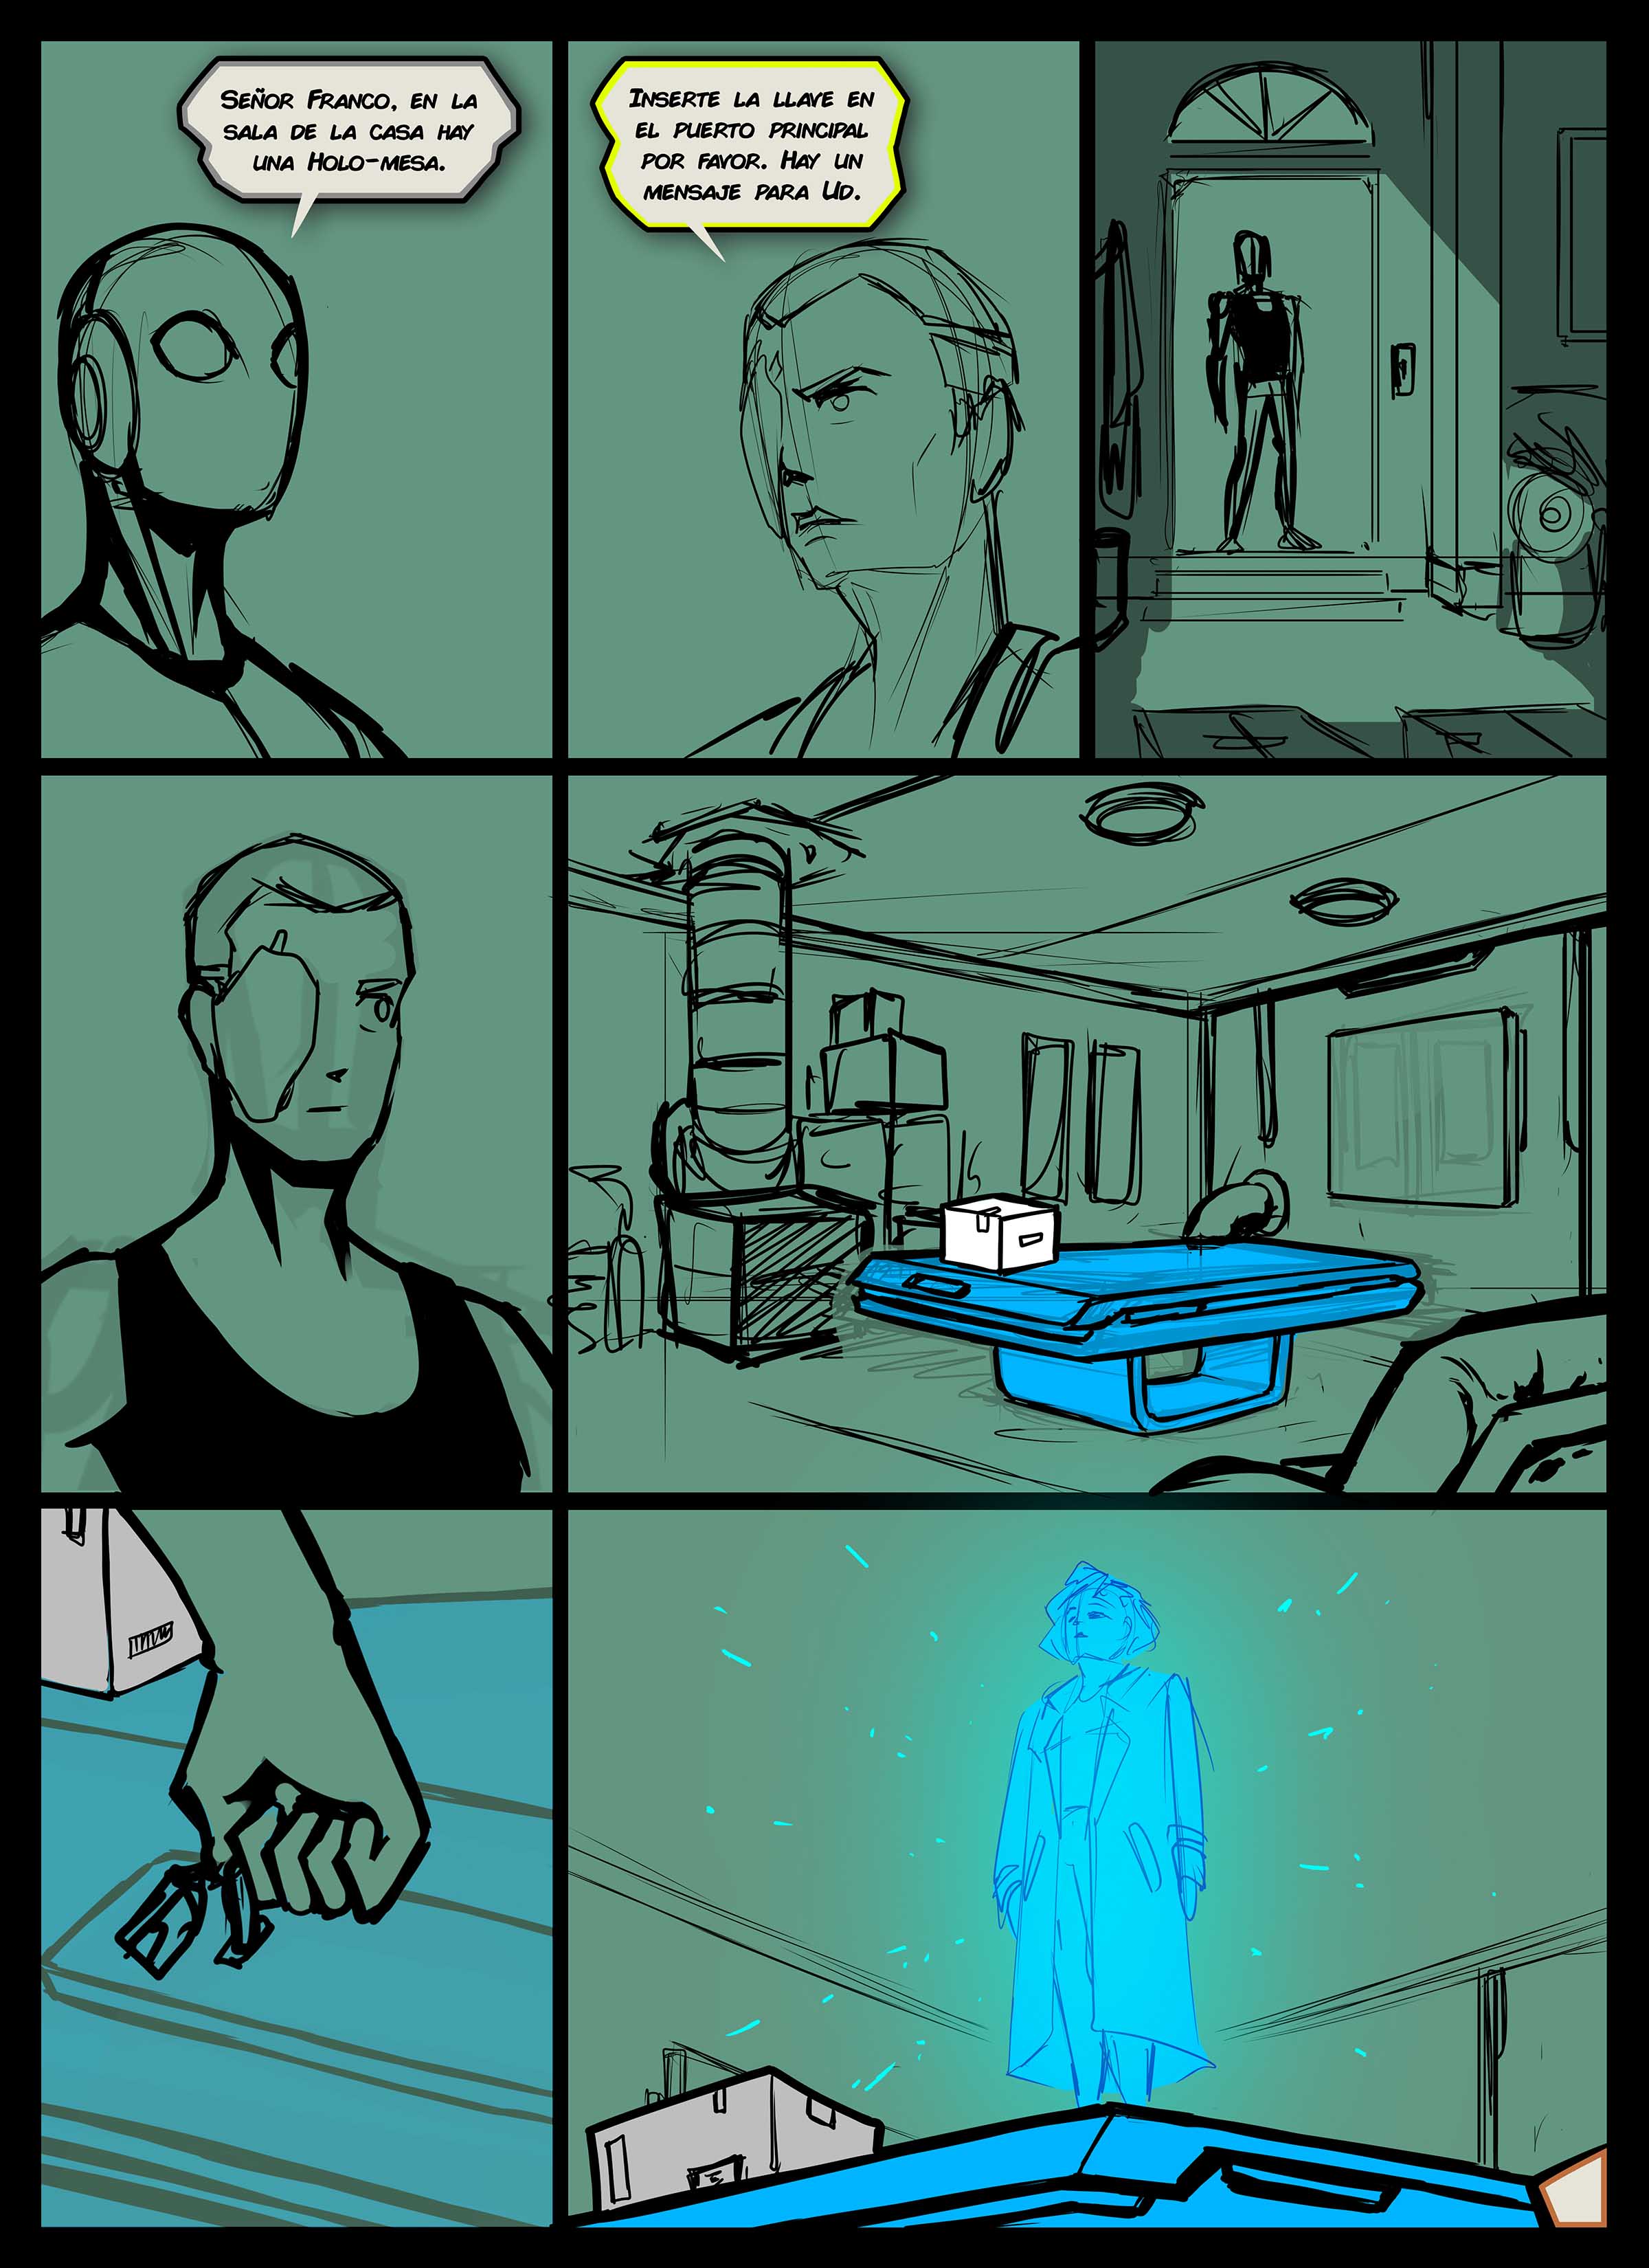 Señor Franco, en la
sala de la casa hay
una Holo-mesa.
Inserte la llave en
el puerto principal
por favor. Hay un
mensaje para Ud.